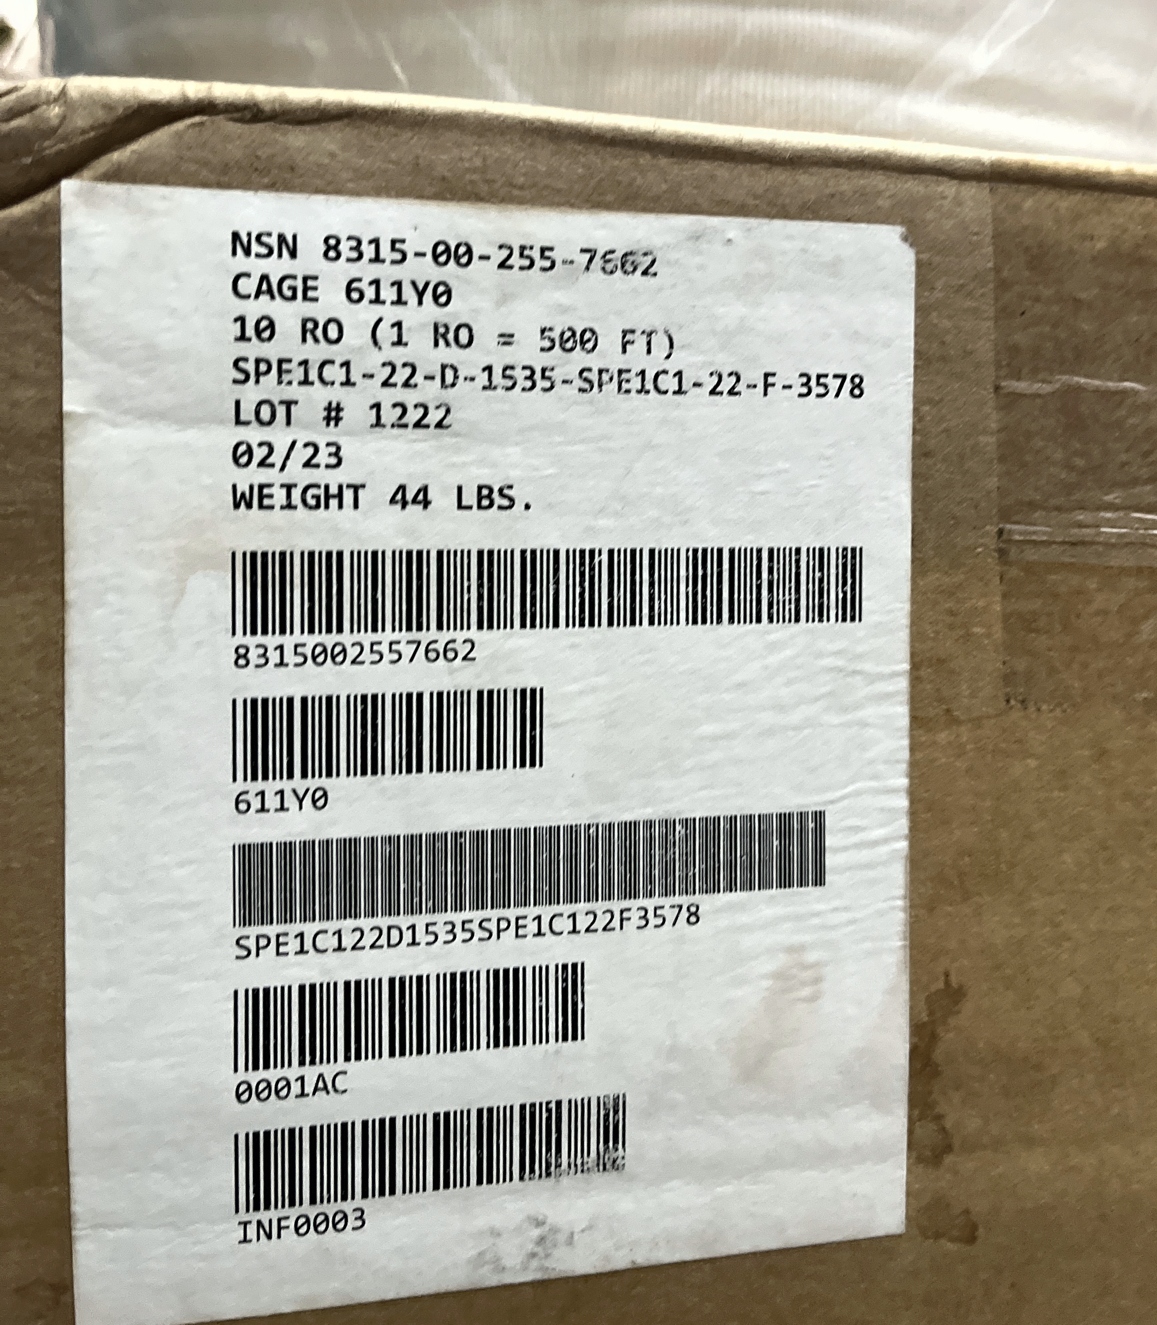 NSN 8315-00-255-7662
CAGE 611Y0
10 RO (1 RO = 500 FT)
SPE1C1-22-D-1535-SPE1C1-22-F-3578
LOT # 1222
02/23
WEIGHT 44 LBS.
8315002557662
611Y0
SPE1C122D1535SPE1C122F3578
0001AC
INF0003